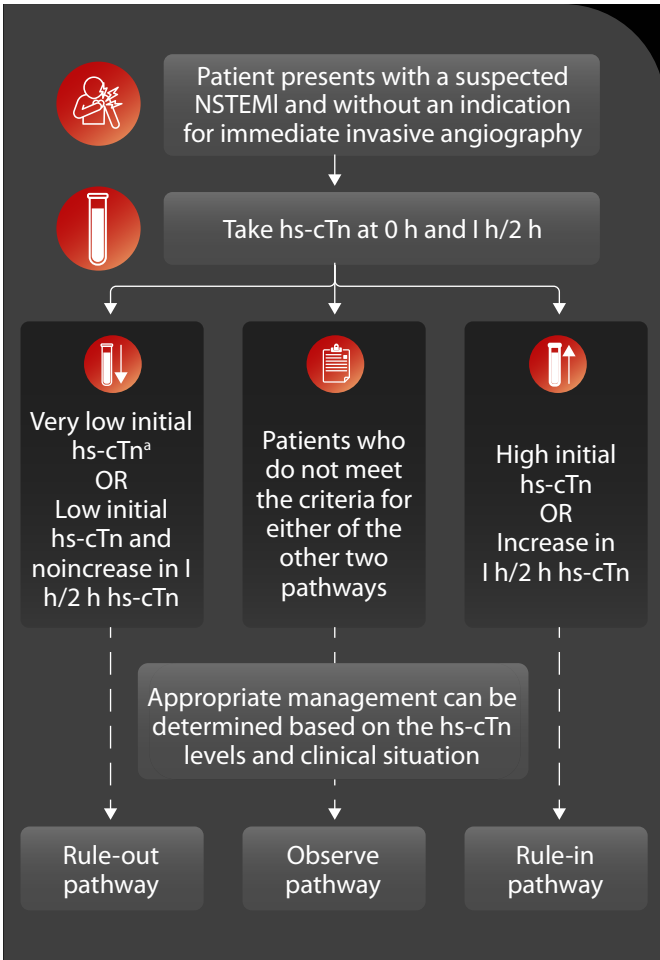 Patient presents with a suspected
NSTEMI and without an indication
for immediate invasive angiography
Take hs-cTn at 0 h and I h/2 h
Very low initial
hs-cTnᵃ
OR
Low initial
hs-cTn and
noincrease in I
h/2 h hs-cTn
Patients who
do not meet
the criteria for
either of the
other two
pathways
High initial
hs-cTn
OR
Increase in
I h/2 h hs-cTn
Appropriate management can be
determined based on the hs-cTn
levels and clinical situation
Rule-out
pathway
Observe
pathway
Rule-in
pathway